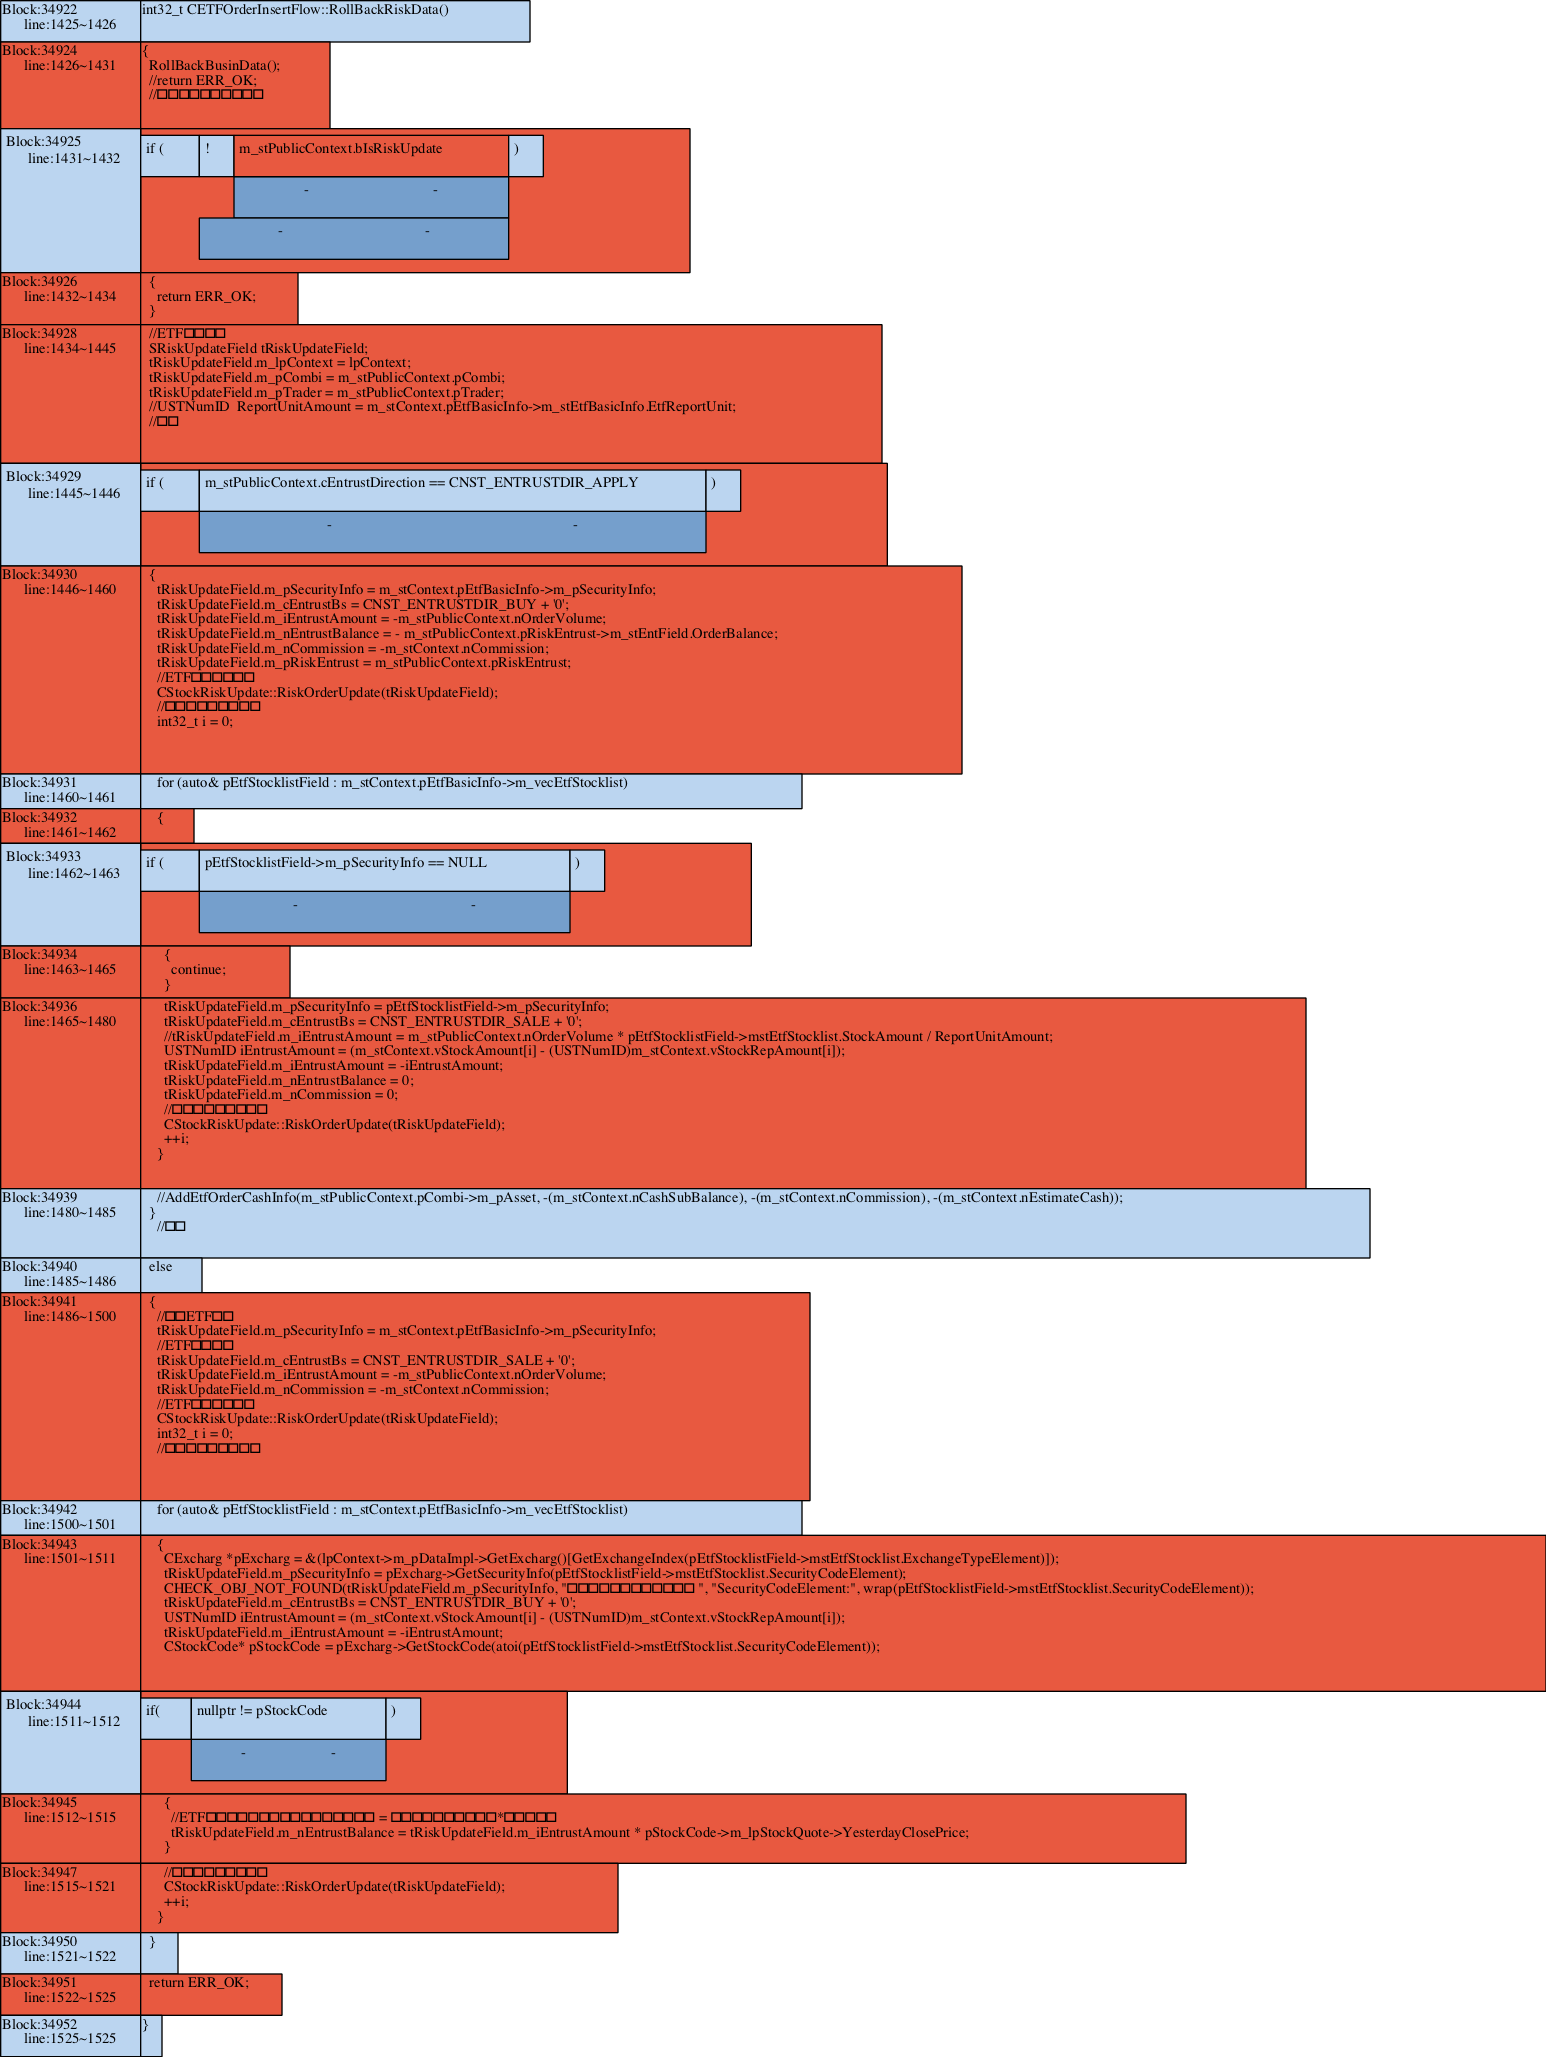 Block:34922
int32_t CETFOrderInsertFlow::RollBackRiskData()
line:1425~1426
Block:34924
{
line:1426~1431
RollBackBusinData();
//return ERR_OK;
//□□□□□□□□□□
Block:34925
line:1431~1432
if ( ! m_stPublicContext.bIsRiskUpdate )
- -
- -
Block:34926
{
line:1432~1434
return ERR_OK;
}
Block:34928
//ETF□□□□
line:1434~1445
SRiskUpdateField tRiskUpdateField;
tRiskUpdateField.m_lpContext = lpContext;
tRiskUpdateField.m_pCombi = m_stPublicContext.pCombi;
tRiskUpdateField.m_pTrader = m_stPublicContext.pTrader;
//USTNumID  ReportUnitAmount = m_stContext.pEtfBasicInfo->m_stEtfBasicInfo.EtfReportUnit;
//□□
Block:34929
line:1445~1446
if ( m_stPublicContext.cEntrustDirection == CNST_ENTRUSTDIR_APPLY )
- -
Block:34930
{
line:1446~1460
tRiskUpdateField.m_pSecurityInfo = m_stContext.pEtfBasicInfo->m_pSecurityInfo;
tRiskUpdateField.m_cEntrustBs = CNST_ENTRUSTDIR_BUY + '0';
tRiskUpdateField.m_iEntrustAmount = -m_stPublicContext.nOrderVolume;
tRiskUpdateField.m_nEntrustBalance = - m_stPublicContext.pRiskEntrust->m_stEntField.OrderBalance;
tRiskUpdateField.m_nCommission = -m_stContext.nCommission;
tRiskUpdateField.m_pRiskEntrust = m_stPublicContext.pRiskEntrust;
//ETF□□□□□□
CStockRiskUpdate::RiskOrderUpdate(tRiskUpdateField);
//□□□□□□□□□
int32_t i = 0;
Block:34931
for (auto& pEtfStocklistField : m_stContext.pEtfBasicInfo->m_vecEtfStocklist)
line:1460~1461
Block:34932
{
line:1461~1462
Block:34933
line:1462~1463
if ( pEtfStocklistField->m_pSecurityInfo == NULL )
- -
Block:34934
{
line:1463~1465
continue;
}
Block:34936
tRiskUpdateField.m_pSecurityInfo = pEtfStocklistField->m_pSecurityInfo;
line:1465~1480
tRiskUpdateField.m_cEntrustBs = CNST_ENTRUSTDIR_SALE + '0';
//tRiskUpdateField.m_iEntrustAmount = m_stPublicContext.nOrderVolume * pEtfStocklistField->mstEtfStocklist.StockAmount / ReportUnitAmount;
USTNumID iEntrustAmount = (m_stContext.vStockAmount[i] - (USTNumID)m_stContext.vStockRepAmount[i]);
tRiskUpdateField.m_iEntrustAmount = -iEntrustAmount;
tRiskUpdateField.m_nEntrustBalance = 0;
tRiskUpdateField.m_nCommission = 0;
//□□□□□□□□□
CStockRiskUpdate::RiskOrderUpdate(tRiskUpdateField);
++i;
}
Block:34939
//AddEtfOrderCashInfo(m_stPublicContext.pCombi->m_pAsset, -(m_stContext.nCashSubBalance), -(m_stContext.nCommission), -(m_stContext.nEstimateCash));
line:1480~1485
}
//□□
Block:34940
else
line:1485~1486
Block:34941
{
line:1486~1500
//□□ETF□□
tRiskUpdateField.m_pSecurityInfo = m_stContext.pEtfBasicInfo->m_pSecurityInfo;
//ETF□□□□
tRiskUpdateField.m_cEntrustBs = CNST_ENTRUSTDIR_SALE + '0';
tRiskUpdateField.m_iEntrustAmount = -m_stPublicContext.nOrderVolume;
tRiskUpdateField.m_nCommission = -m_stContext.nCommission;
//ETF□□□□□□
CStockRiskUpdate::RiskOrderUpdate(tRiskUpdateField);
int32_t i = 0;
//□□□□□□□□□
Block:34942
for (auto& pEtfStocklistField : m_stContext.pEtfBasicInfo->m_vecEtfStocklist)
line:1500~1501
Block:34943
{
line:1501~1511
CExcharg *pExcharg = &(lpContext->m_pDataImpl->GetExcharg()[GetExchangeIndex(pEtfStocklistField->mstEtfStocklist.ExchangeTypeElement)]);
tRiskUpdateField.m_pSecurityInfo = pExcharg->GetSecurityInfo(pEtfStocklistField->mstEtfStocklist.SecurityCodeElement);
CHECK_OBJ_NOT_FOUND(tRiskUpdateField.m_pSecurityInfo, "□□□□□□□□□□□□ ", "SecurityCodeElement:", wrap(pEtfStocklistField->mstEtfStocklist.SecurityCodeElement));
tRiskUpdateField.m_cEntrustBs = CNST_ENTRUSTDIR_BUY + '0';
USTNumID iEntrustAmount = (m_stContext.vStockAmount[i] - (USTNumID)m_stContext.vStockRepAmount[i]);
tRiskUpdateField.m_iEntrustAmount = -iEntrustAmount;
CStockCode* pStockCode = pExcharg->GetStockCode(atoi(pEtfStocklistField->mstEtfStocklist.SecurityCodeElement));
Block:34944
line:1511~1512
if( nullptr != pStockCode )
- -
Block:34945
{
line:1512~1515
//ETF□□□□□□□□□□□□□□□□ = □□□□□□□□□□*□□□□□
tRiskUpdateField.m_nEntrustBalance = tRiskUpdateField.m_iEntrustAmount * pStockCode->m_lpStockQuote->YesterdayClosePrice;
}
Block:34947
//□□□□□□□□□
line:1515~1521
CStockRiskUpdate::RiskOrderUpdate(tRiskUpdateField);
++i;
}
Block:34950
}
line:1521~1522
Block:34951
return ERR_OK;
line:1522~1525
Block:34952
}
line:1525~1525